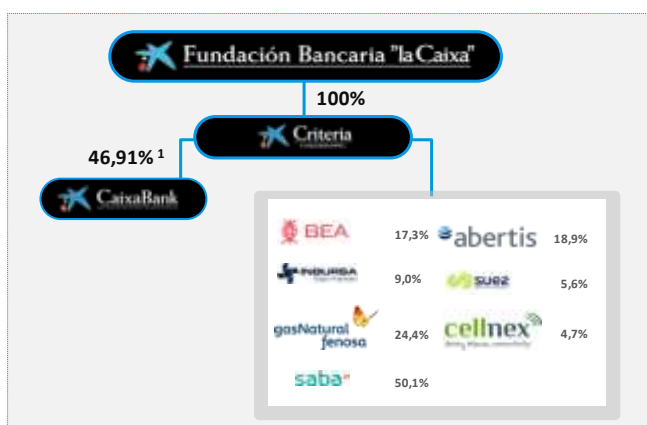 Fundación Bancaria "la Caixa"
100%
Criteria
46,91% 1
CaixaBank
BEA 17,3%
abertis 18,9%
INBURSA 9,0%
suez 5,6%
gasNatural
fenosa 24,4%
cellnex 4,7%
saba 50,1%